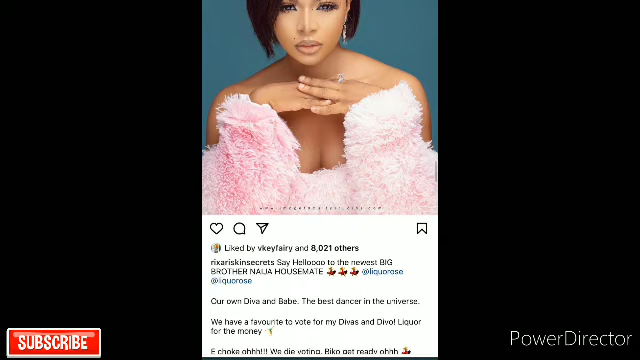 Liked by vkeyfairy and 8,021 others
rixariskinsecrets Say Helloooo to the newest BIG
BROTHER NAIJA HOUSEMATE 💃💃💃 @liquorose
@liquorose
Our own Diva and Babe. The best dancer in the universe.
We have a favourite to vote for my Divas and Divo! Liquor
for the money
E choke ohhh!!! We die voting. Biko get ready ohhh 💃
SUBSCRIBE
PowerDirector